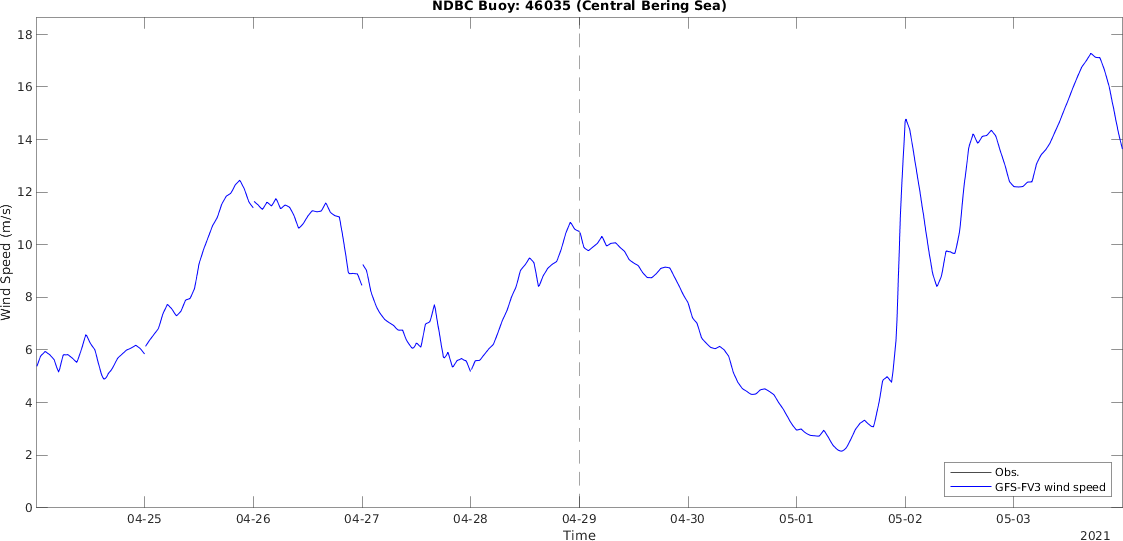 NDBC Buoy: 46035 (Central Bering Sea)
18
16
14
12
10
8
6
4
2
0
Wind Speed (m/s)
Obs.
GFS-FV3 wind speed
04-25 04-26 04-27 04-28 04-29 04-30 05-01 05-02 05-03
Time
2021